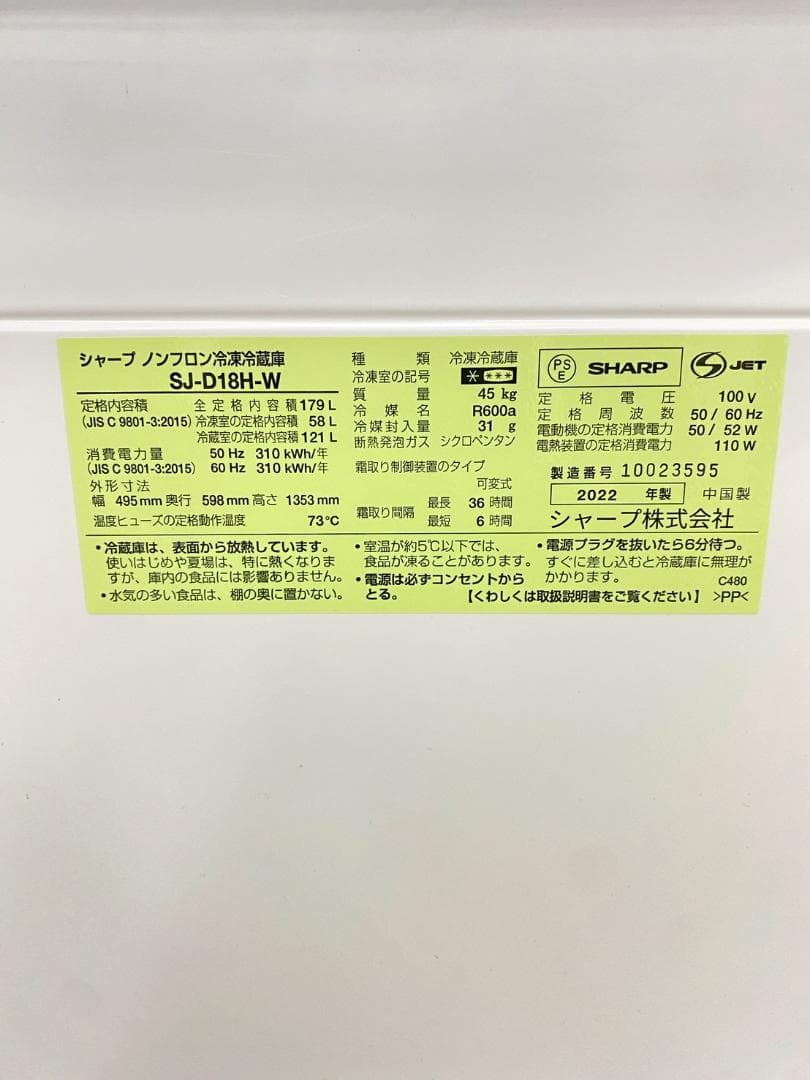 シャープ ノンフロン冷凍冷蔵庫
SJ-D18H-W
定格内容積 全定格内容積 179 L
(JIS C 9801-3:2015) 冷凍室の定格内容積 58 L
冷蔵室の定格内容積 121 L
消費電力量 50 Hz 310 kWh/年
(JIS C 9801-3:2015) 60 Hz 310 kWh/年
外形寸法
幅 495 mm 奥行 598 mm 高さ 1353 mm
温度ヒューズの定格動作温度 73℃
種類 冷凍冷蔵庫
冷凍室の記号 * ***
質量 45 kg
冷媒名 R600a
冷媒封入量 31 g
断熱発泡ガス シクロペンタン
霜取り制御装置のタイプ
可変式
霜取り間隔 最長 36 時間
最短 6 時間
PS E SHARP S JET
定格電圧 100 V
定格周波数 50 / 60 Hz
電動機の定格消費電力 50 / 52 W
電熱装置の定格消費電力 110 W
製造番号 10023595
2022 年製 中国製
シャープ株式会社
・冷蔵庫は、表面から放熱しています。
使いはじめや夏場は、特に熱くなりま
すが、庫内の食品には影響ありません。
・水気の多い食品は、棚の奥に置かない。
・室温が約5℃以下では、
食品が凍ることがあります。
・電源は必ずコンセントから
とる。
・電源プラグを抜いたら6分待つ。
すぐに差し込むと冷蔵庫に無理が
かかります。 C480
【くわしくは取扱説明書をご覧ください】 >PP<